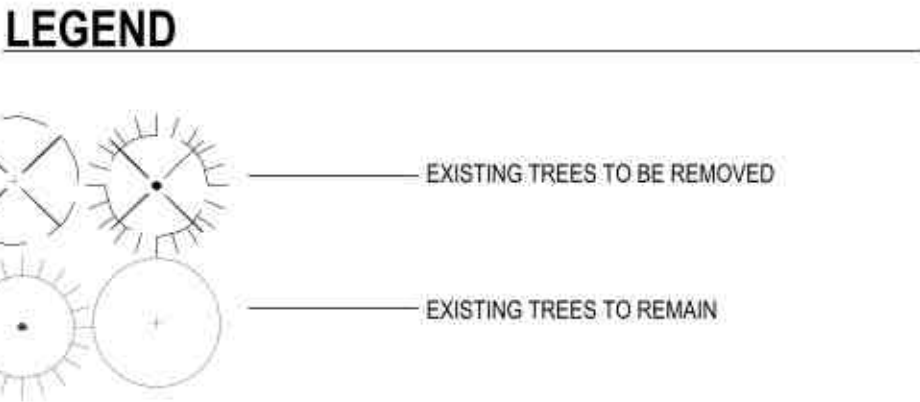 LEGEND
EXISTING TREES TO BE REMOVED
EXISTING TREES TO REMAIN